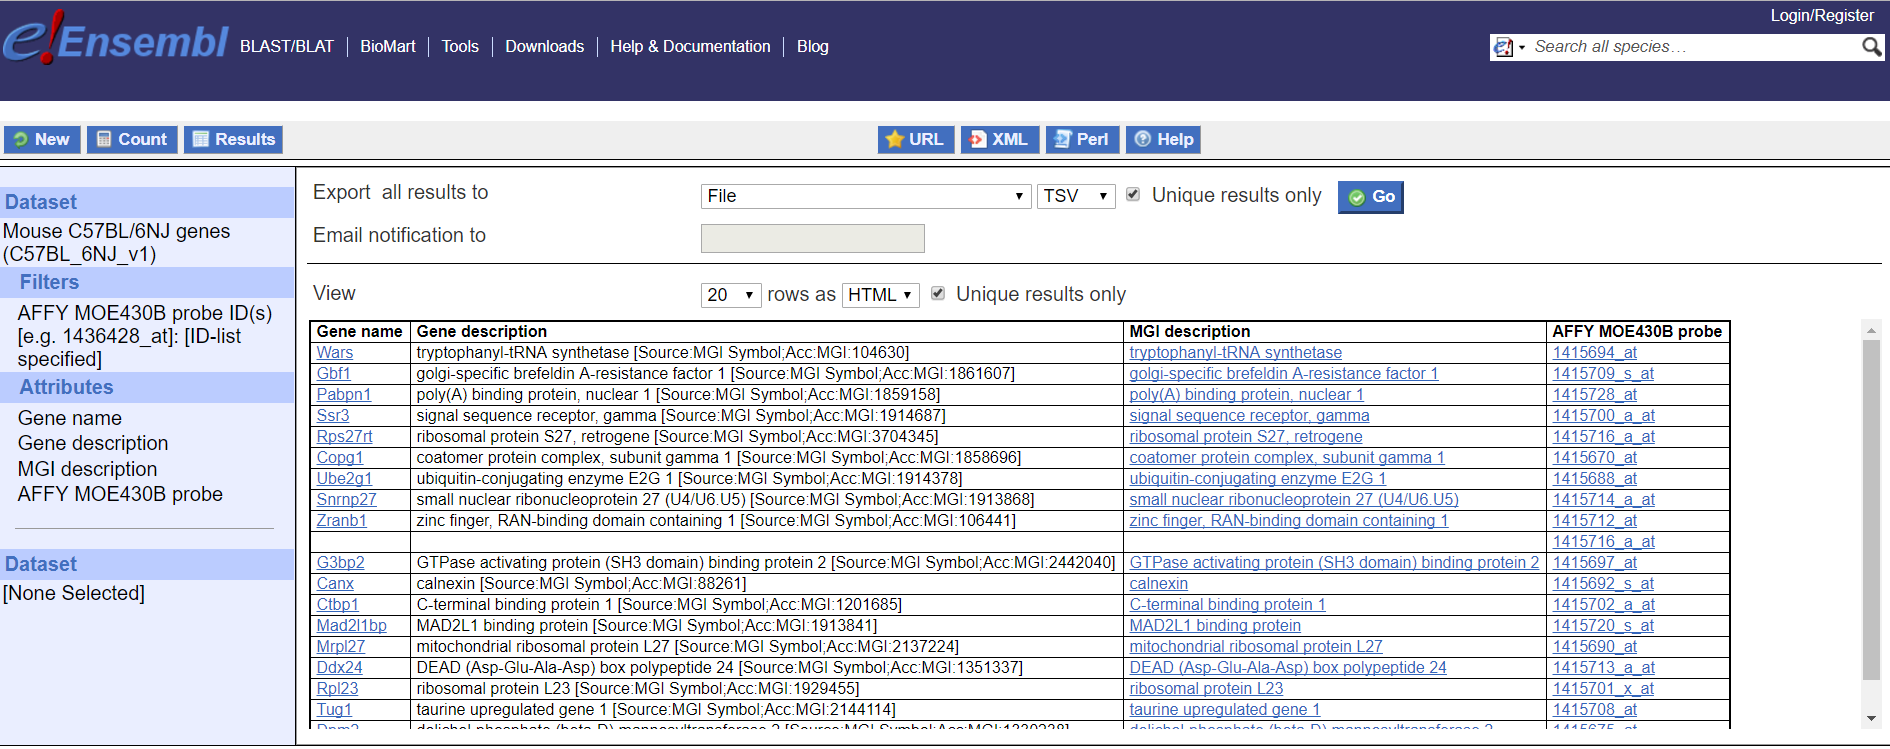 Login/Register
e!Ensembl BLAST/BLAT BioMart Tools Downloads Help & Documentation Blog
e! Search all species…
New Count Results URL XML Perl Help
Dataset
Mouse C57BL/6NJ genes
(C57BL_6NJ_v1)
Filters
AFFY MOE430B probe ID(s)
[e.g. 1436428_at]: [ID-list
specified]
Attributes
Gene name
Gene description
MGI description
AFFY MOE430B probe
Dataset
[None Selected]
Export all results to File TSV Unique results only Go
Email notification to
View 20 rows as HTML Unique results only
Gene name Gene description MGI description AFFY MOE430B probe
Wars tryptophanyl-tRNA synthetase [Source:MGI Symbol;Acc:MGI:104630] tryptophanyl-tRNA synthetase 1415694_at
Gbf1 golgi-specific brefeldin A-resistance factor 1 [Source:MGI Symbol;Acc:MGI:1861607] golgi-specific brefeldin A-resistance factor 1 1415709_s_at
Pabpn1 poly(A) binding protein, nuclear 1 [Source:MGI Symbol;Acc:MGI:1859158] poly(A) binding protein, nuclear 1 1415728_at
Ssr3 signal sequence receptor, gamma [Source:MGI Symbol;Acc:MGI:1914687] signal sequence receptor, gamma 1415700_a_at
Rps27rt ribosomal protein S27, retrogene [Source:MGI Symbol;Acc:MGI:3704345] ribosomal protein S27, retrogene 1415716_a_at
Copg1 coatomer protein complex, subunit gamma 1 [Source:MGI Symbol;Acc:MGI:1858696] coatomer protein complex, subunit gamma 1 1415670_at
Ube2g1 ubiquitin-conjugating enzyme E2G 1 [Source:MGI Symbol;Acc:MGI:1914378] ubiquitin-conjugating enzyme E2G 1 1415688_at
Snrnp27 small nuclear ribonucleoprotein 27 (U4/U6.U5) [Source:MGI Symbol;Acc:MGI:1913868] small nuclear ribonucleoprotein 27 (U4/U6.U5) 1415714_a_at
Zranb1 zinc finger, RAN-binding domain containing 1 [Source:MGI Symbol;Acc:MGI:106441] zinc finger, RAN-binding domain containing 1 1415712_at
1415716_a_at
G3bp2 GTPase activating protein (SH3 domain) binding protein 2 [Source:MGI Symbol;Acc:MGI:2442040] GTPase activating protein (SH3 domain) binding protein 2 1415697_at
Canx calnexin [Source:MGI Symbol;Acc:MGI:88261] calnexin 1415692_s_at
Ctbp1 C-terminal binding protein 1 [Source:MGI Symbol;Acc:MGI:1201685] C-terminal binding protein 1 1415702_a_at
Mad2l1bp MAD2L1 binding protein [Source:MGI Symbol;Acc:MGI:1913841] MAD2L1 binding protein 1415720_s_at
Mrpl27 mitochondrial ribosomal protein L27 [Source:MGI Symbol;Acc:MGI:2137224] mitochondrial ribosomal protein L27 1415690_at
Ddx24 DEAD (Asp-Glu-Ala-Asp) box polypeptide 24 [Source:MGI Symbol;Acc:MGI:1351337] DEAD (Asp-Glu-Ala-Asp) box polypeptide 24 1415713_a_at
Rpl23 ribosomal protein L23 [Source:MGI Symbol;Acc:MGI:1929455] ribosomal protein L23 1415701_x_at
Tug1 taurine upregulated gene 1 [Source:MGI Symbol;Acc:MGI:2144114] taurine upregulated gene 1 1415708_at